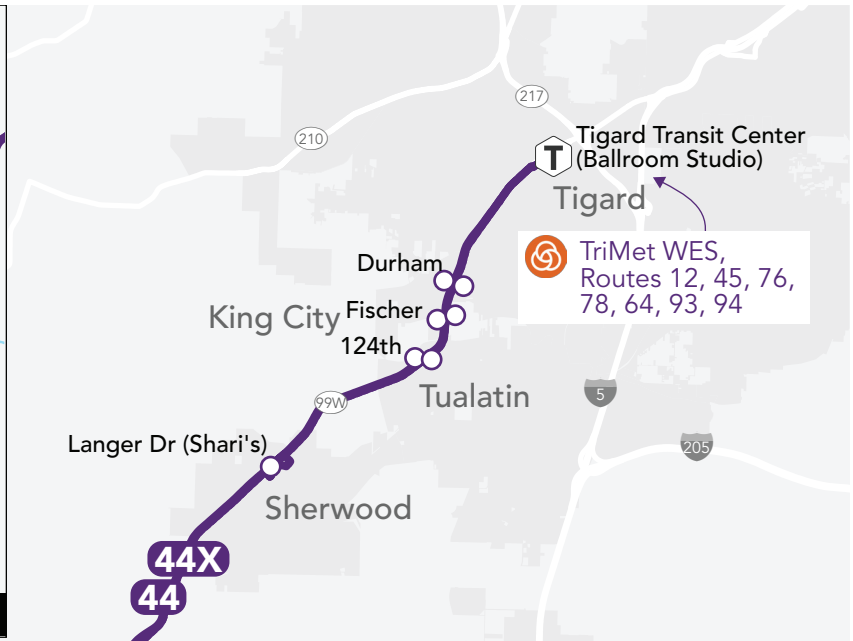 217
210
T
Tigard Transit Center
(Ballroom Studio)
Tigard
TriMet WES,
Routes 12, 45, 76,
78, 64, 93, 94
Durham
King City
Fischer
124th
Tualatin
99W
5
205
Langer Dr (Shari's)
Sherwood
44X
44